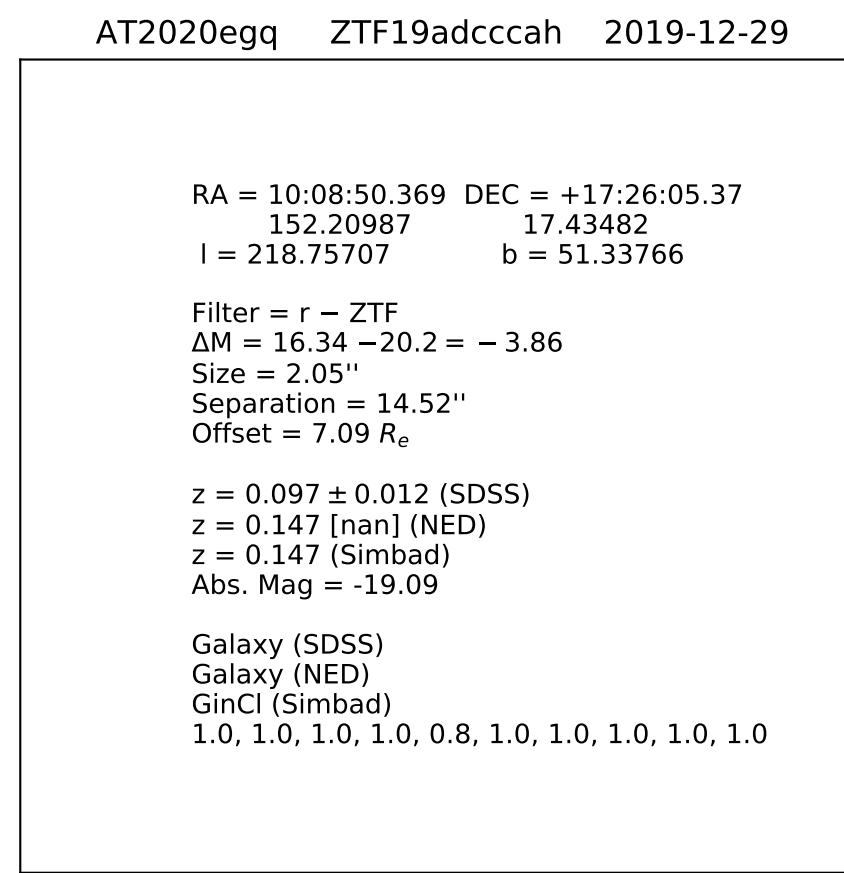 AT2020egq ZTF19adcccah 2019-12-29
RA = 10:08:50.369 DEC = +17:26:05.37
152.20987 17.43482
l = 218.75707 b = 51.33766
Filter = r − ZTF
ΔM = 16.34 −20.2 = − 3.86
Size = 2.05''
Separation = 14.52''
Offset = 7.09 Rₑ
z = 0.097 ± 0.012 (SDSS)
z = 0.147 [nan] (NED)
z = 0.147 (Simbad)
Abs. Mag = -19.09
Galaxy (SDSS)
Galaxy (NED)
GinCl (Simbad)
1.0, 1.0, 1.0, 1.0, 0.8, 1.0, 1.0, 1.0, 1.0, 1.0